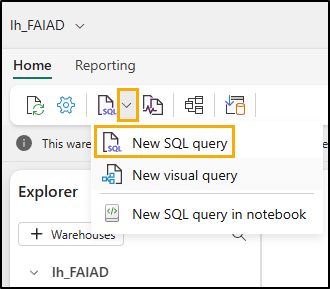 lh_FAIAD
Home Reporting
SQL
New SQL query
SQL
This ware
New visual query
Explorer
New SQL query in notebook
+ Warehouses
lh_FAIAD